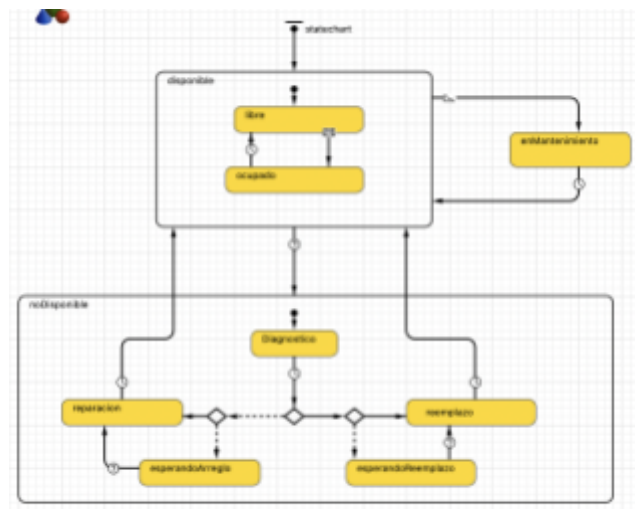 statechart
disponible
libre
ocupado
enMantenimiento
noDisponible
Diagnostico
reparacion
reemplazo
esperandoArreglo
esperandoReemplazo